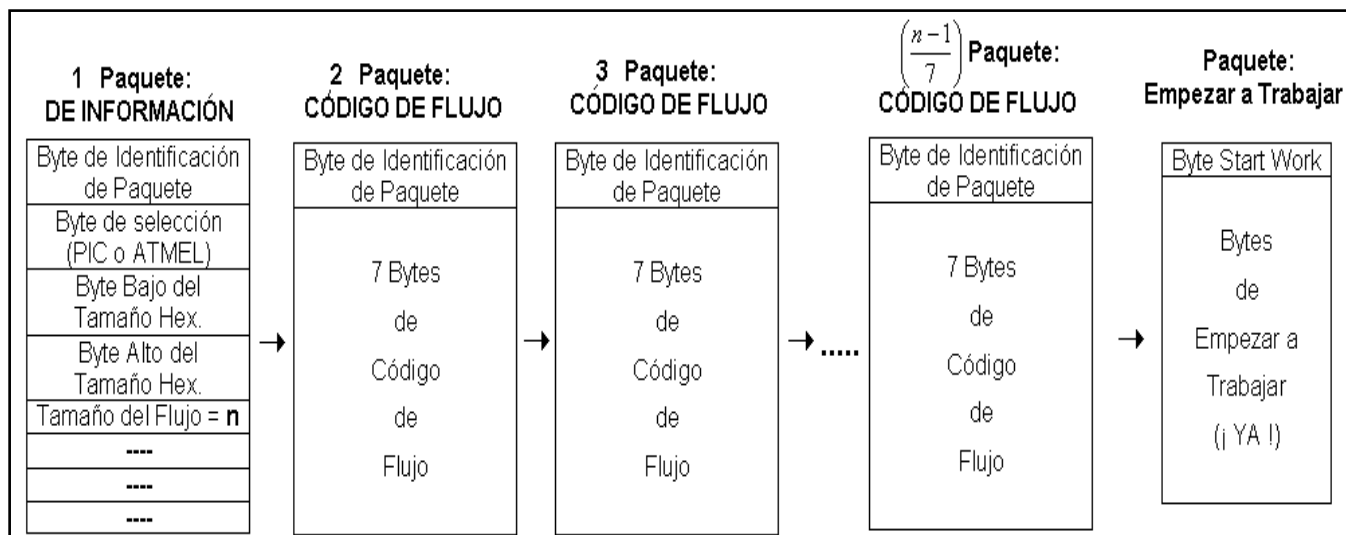 1 Paquete:
DE INFORMACIÓN
Byte de Identificación
de Paquete
Byte de selección
(PIC o ATMEL)
Byte Bajo del
Tamaño Hex.
Byte Alto del
Tamaño Hex.
Tamaño del Flujo = n
----
----
----
2 Paquete:
CÓDIGO DE FLUJO
Byte de Identificación
de Paquete
7 Bytes
de
Código
de
Flujo
3 Paquete:
CÓDIGO DE FLUJO
Byte de Identificación
de Paquete
7 Bytes
de
Código
de
Flujo
.....
(n−1/7) Paquete:
CÓDIGO DE FLUJO
Byte de Identificación
de Paquete
7 Bytes
de
Código
de
Flujo
Paquete:
Empezar a Trabajar
Byte Start Work
Bytes
de
Empezar a
Trabajar
(¡ YA !)